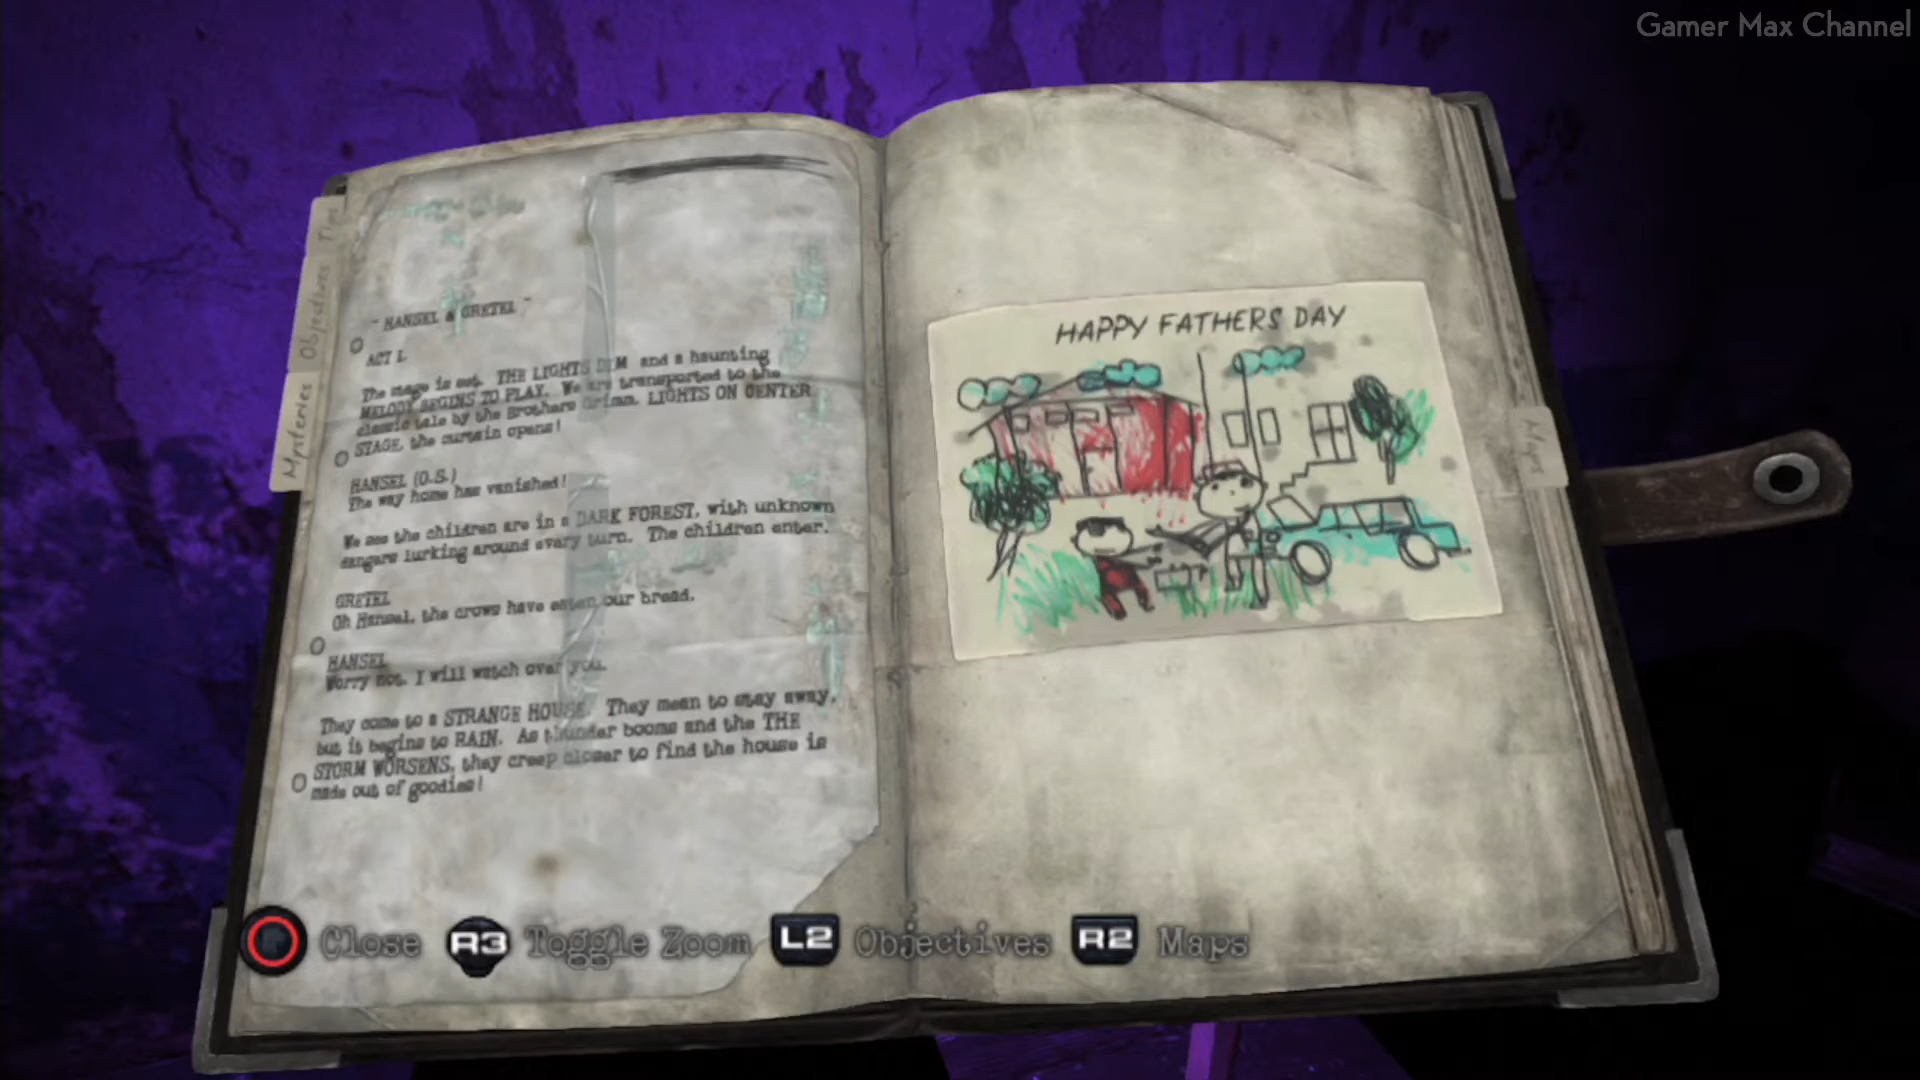 Gamer Max Channel
Tips
Objectives
Mysteries
~ HANSEL & GRETEL ~
ACT I.
The stage is set. THE LIGHTS DIM and a haunting
MELODY BEGINS TO PLAY. We are transported to the
classic tale by the Brothers Grimm. LIGHTS ON CENTER
STAGE, the curtain opens!
HANSEL (O.S.)
The way home has vanished!
We see the children are in a DARK FOREST, with unknown
dangers lurking around every turn. The children enter.
GRETEL
Oh Hansel, the crows have eaten our bread.
HANSEL
Worry not. I will watch over you.
They come to a STRANGE HOUSE. They mean to stay away,
but it begins to RAIN. As thunder booms and the THE
STORM WORSENS, they creep closer to find the house is
made out of goodies!
HAPPY FATHERS DAY
Maps
Close R3 Toggle Zoom L2 Objectives R2 Maps